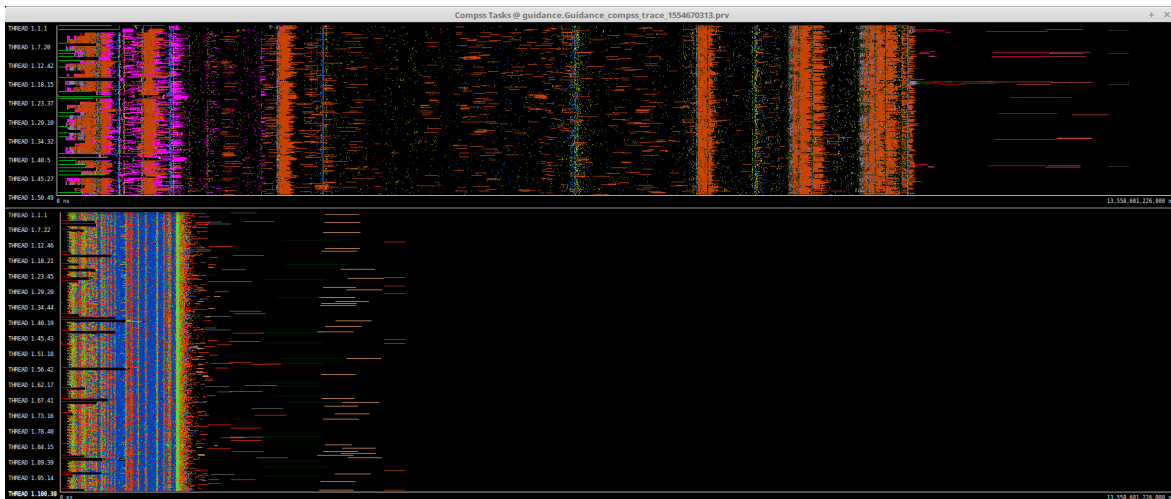 Compss Tasks @ guidance.Guidance_compss_trace_1554670313.prv
THREAD 1.1.1
THREAD 1.7.20
THREAD 1.12.42
THREAD 1.18.15
THREAD 1.23.37
THREAD 1.29.10
THREAD 1.34.32
THREAD 1.40.5
THREAD 1.45.27
THREAD 1.50.49
0 ns 13,558,601,226,000 n
THREAD 1.1.1
THREAD 1.7.22
THREAD 1.12.46
THREAD 1.18.21
THREAD 1.23.45
THREAD 1.29.20
THREAD 1.34.44
THREAD 1.40.19
THREAD 1.45.43
THREAD 1.51.18
THREAD 1.56.42
THREAD 1.62.17
THREAD 1.67.41
THREAD 1.73.16
THREAD 1.78.40
THREAD 1.84.15
THREAD 1.89.39
THREAD 1.95.14
THREAD
0 ns 13,558,601,226,000 n